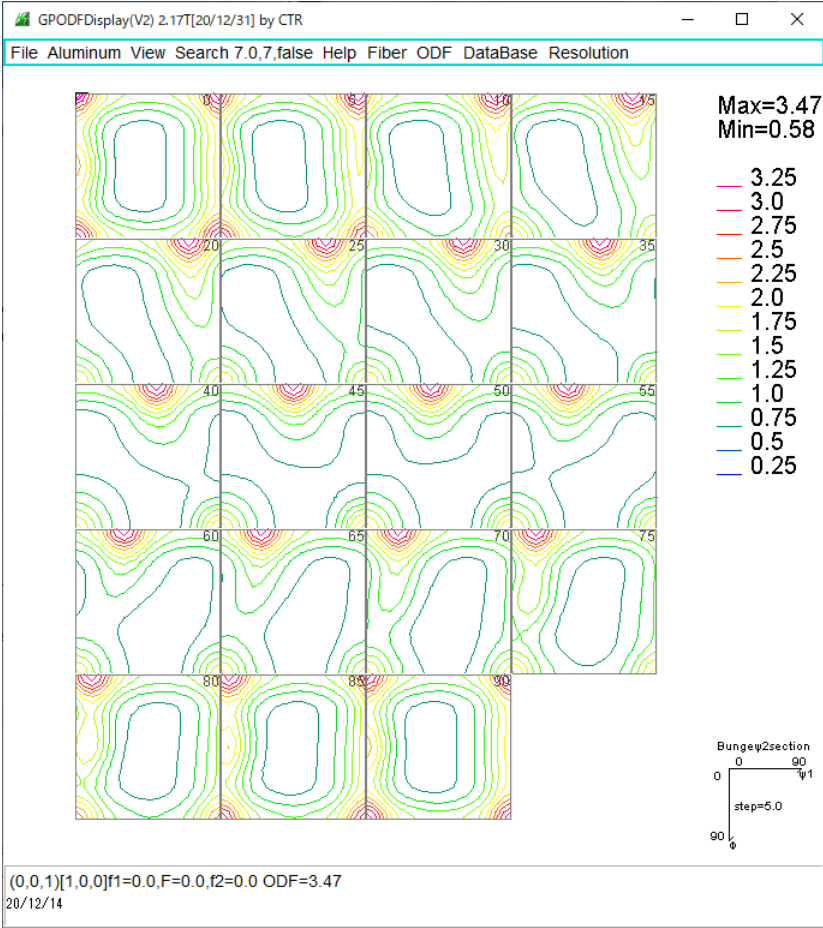 GPODFDisplay(V2) 2.17T[20/12/31] by CTR
File Aluminum View Search 7.0,7,false Help Fiber ODF DataBase Resolution
0 5 10 15
20 25 30 35
40 45 50 55
60 65 70 75
80 85 90
Max=3.47
Min=0.58
3.25
3.0
2.75
2.5
2.25
2.0
1.75
1.5
1.25
1.0
0.75
0.5
0.25
Bungeψ2section
0 90
0 ψ1
step=5.0
90
Φ
(0,0,1)[1,0,0]f1=0.0,F=0.0,f2=0.0 ODF=3.47
20/12/14